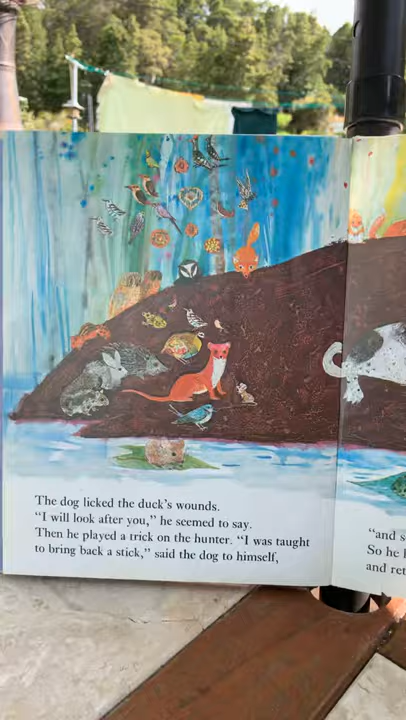 The dog licked the duck's wounds.
"I will look after you," he seemed to say.
Then he played a trick on the hunter. "I was taught
to bring back a stick," said the dog to himself,
"and s
So he
and ret